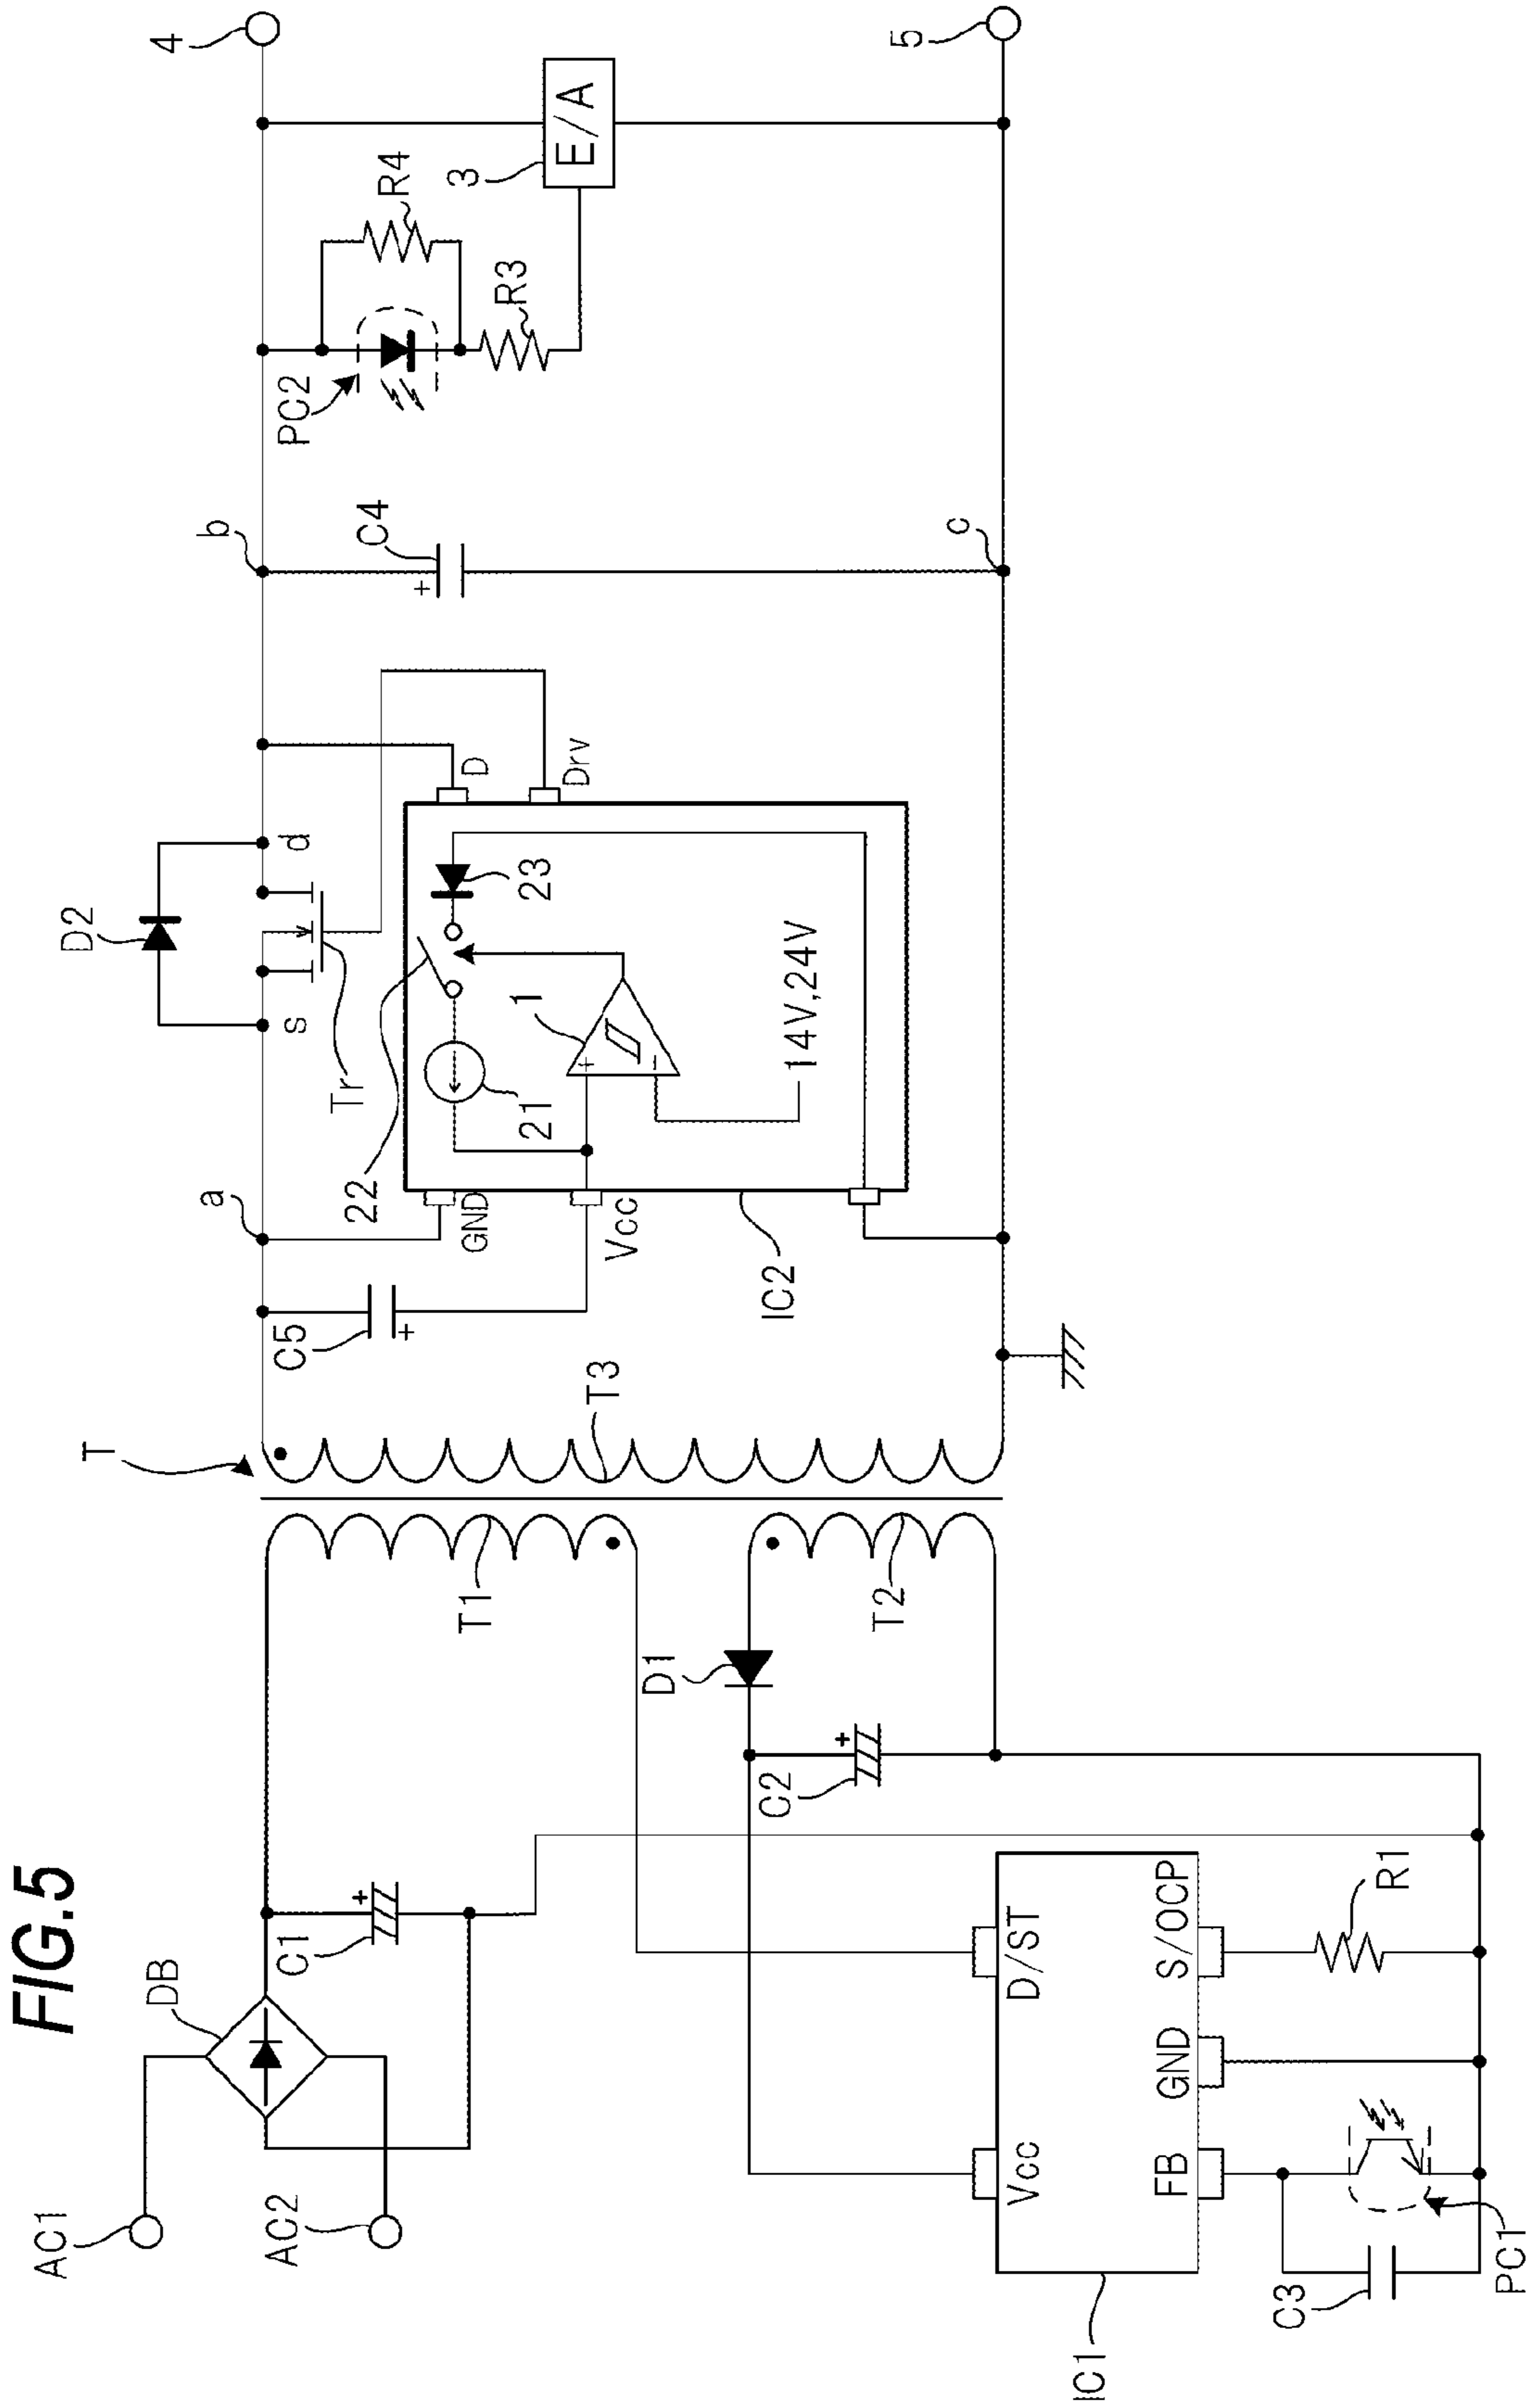 FIG.5
AC1
AC2
DB
C1
+
T
T1
T2
T3
D1
C2
+
IC1
Vcc
D/ST
FB
GND
S/OCP
C3
PC1
R1
C5
+
a
GND
Vcc
IC2
22
21
1
+
−
14V,24V
23
Tr
s
d
D2
D
Drv
b
C4
+
c
PC2
R3
R4
3
E/A
4
5